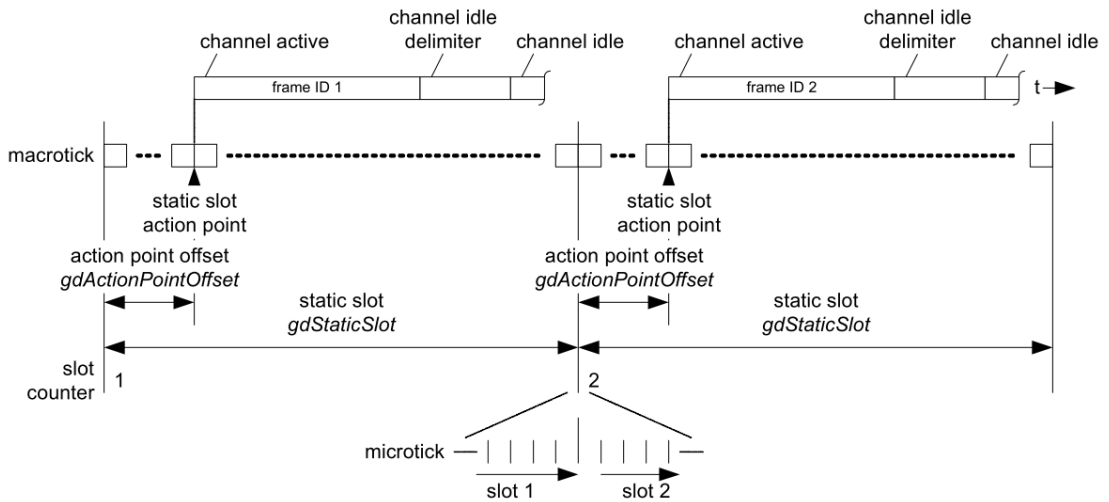 channel active
channel idle
delimiter
channel idle
channel active
channel idle
delimiter
channel idle
frame ID 1
frame ID 2
t
macrotick
static slot
action point
static slot
action point
action point offset
gdActionPointOffset
action point offset
gdActionPointOffset
static slot
gdStaticSlot
static slot
gdStaticSlot
slot
counter
1
2
microtick
slot 1
slot 2